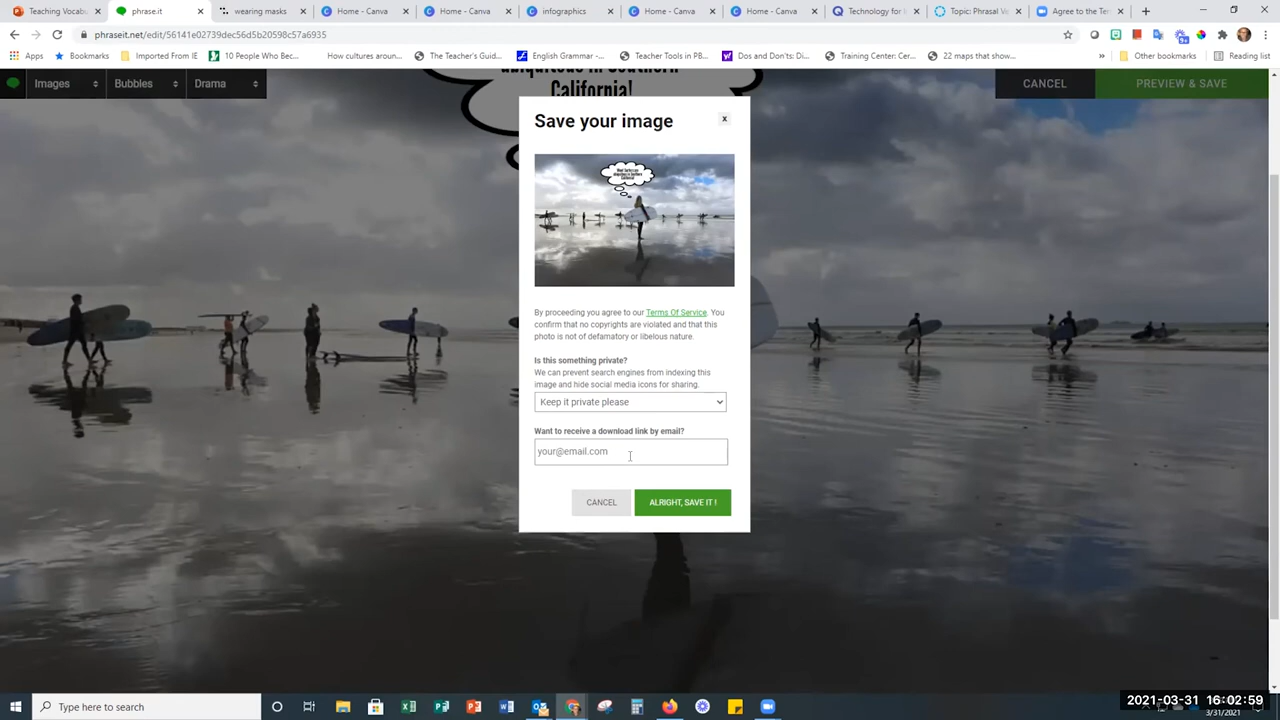 Teaching Vocab
phrase.it
wearing masks
Home - Canva
Home - Canva
infographics
Home - Canva
Home - Canva
Technology for l
Topic: Phrasal Ve
Agree to the Ter
phraseit.net/edit/56141e02739dec56d5b20598c57a6935
Apps
Bookmarks
Imported From IE
10 People Who Bec...
How cultures aroun...
The Teacher's Guid...
English Grammar -...
Teacher Tools in PB...
Dos and Don'ts: Di...
Training Center: Cer...
22 maps that show...
»
Other bookmarks
Reading list
Images
Bubbles
Drama
ubiquitous in Southern
California!
CANCEL
PREVIEW & SAVE
Save your image
x
By proceeding you agree to our Terms Of Service. You
confirm that no copyrights are violated and that this
photo is not of defamatory or libelous nature.
Is this something private?
We can prevent search engines from indexing this
image and hide social media icons for sharing.
Keep it private please
Want to receive a download link by email?
your@email.com
CANCEL
ALRIGHT, SAVE IT !
Type here to search
2021-03-31 16:02:59
3/31/2021